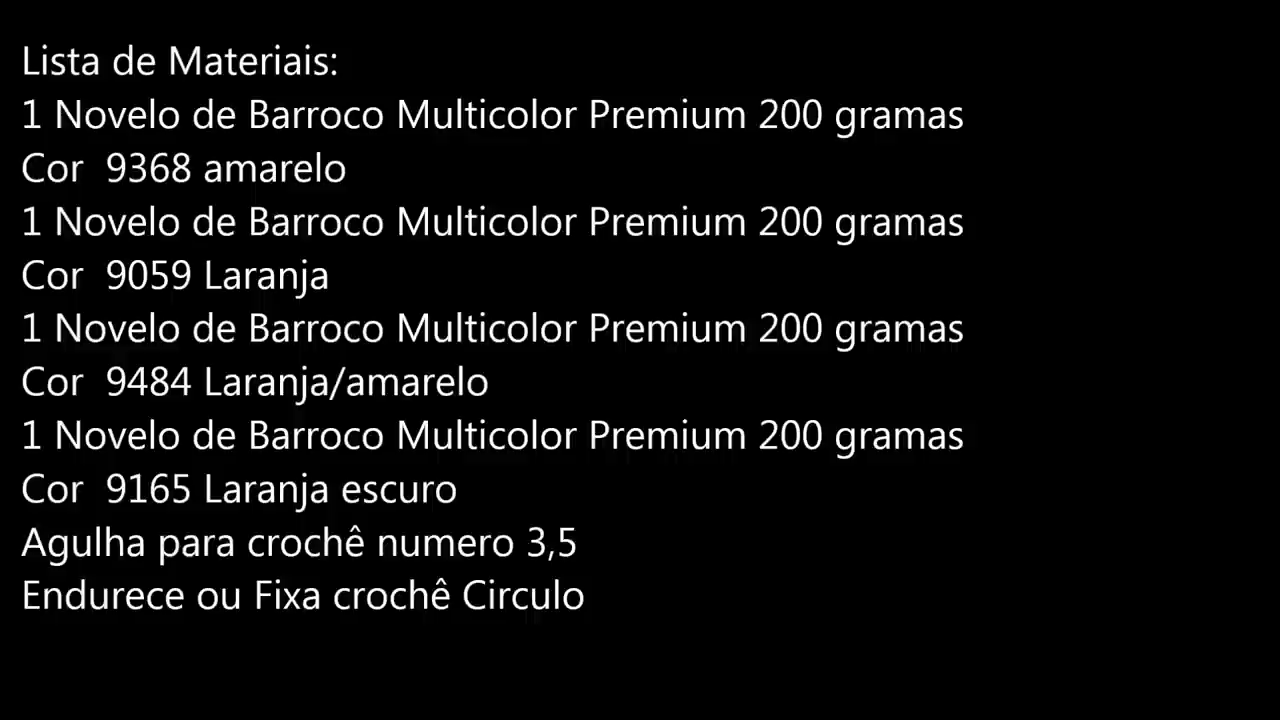 Lista de Materiais:
1 Novelo de Barroco Multicolor Premium 200 gramas
Cor  9368 amarelo
1 Novelo de Barroco Multicolor Premium 200 gramas
Cor  9059 Laranja
1 Novelo de Barroco Multicolor Premium 200 gramas
Cor  9484 Laranja/amarelo
1 Novelo de Barroco Multicolor Premium 200 gramas
Cor  9165 Laranja escuro
Agulha para crochê numero 3,5
Endurece ou Fixa crochê Circulo